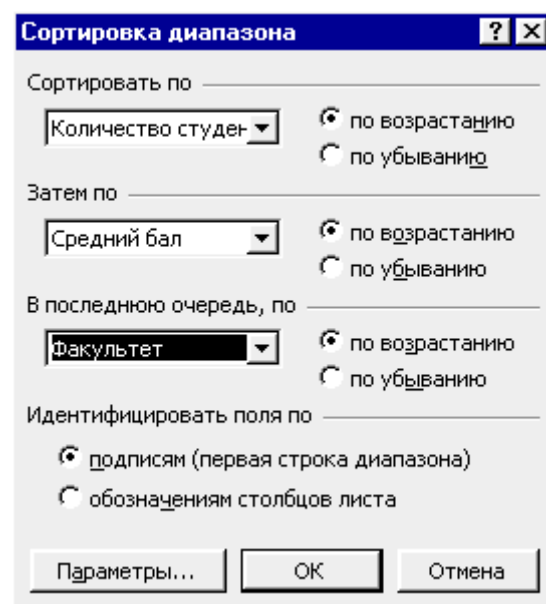 Сортировка диапазона
Сортировать по
Количество студен
по возрастанию
по убыванию
Затем по
Средний бал
по возрастанию
по убыванию
В последнюю очередь, по
Факультет
по возрастанию
по убыванию
Идентифицировать поля по
подписям (первая строка диапазона)
обозначениям столбцов листа
Параметры... ОК Отмена